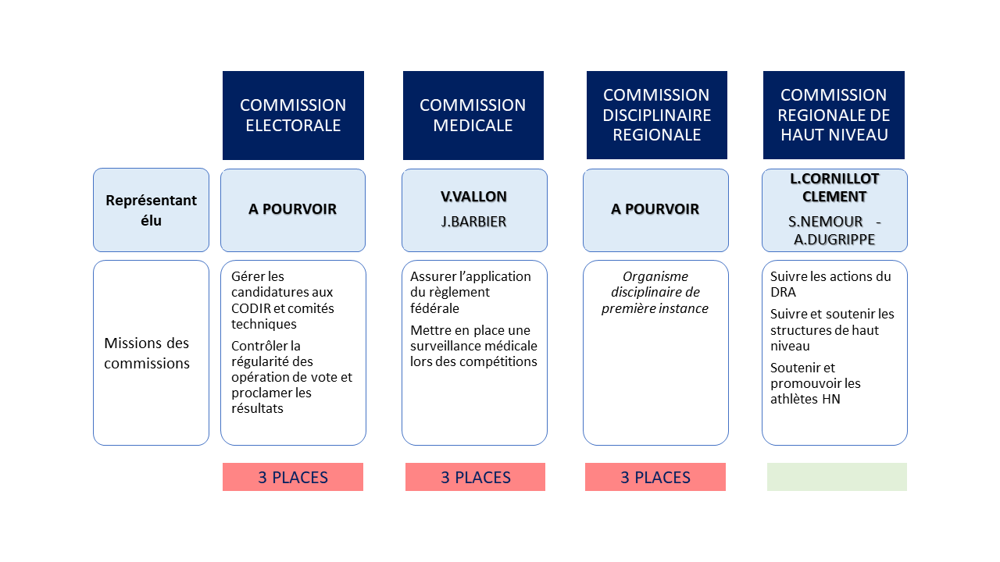 COMMISSION
ELECTORALE
COMMISSION
MEDICALE
COMMISSION
DISCIPLINAIRE
REGIONALE
COMMISSION
REGIONALE DE
HAUT NIVEAU
Représentant
élu
A POURVOIR
V.VALLON
J.BARBIER
A POURVOIR
L.CORNILLOT
CLEMENT
S.NEMOUR -
A.DUGRIPPE
Missions des
commissions
Gérer les
candidatures aux
CODIR et comités
techniques
Contrôler la
régularité des
opération de vote et
proclamer les
résultats
Assurer l’application
du règlement
fédérale
Mettre en place une
surveillance médicale
lors des compétitions
Organisme
disciplinaire de
première instance
Suivre les actions du
DRA
Suivre et soutenir les
structures de haut
niveau
Soutenir et
promouvoir les
athlètes HN
3 PLACES
3 PLACES
3 PLACES